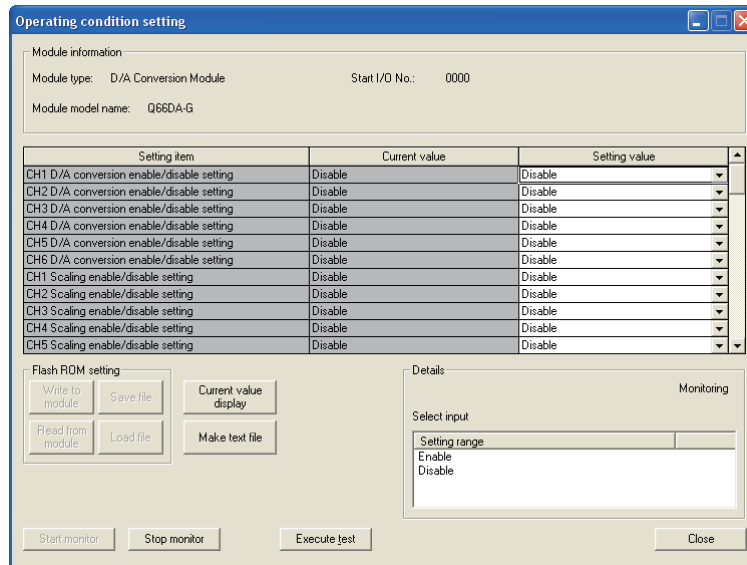 Operating condition setting
Module information
Module type: D/A Conversion Module Start I/O No.: 0000
Module model name: Q66DA-G
Setting item Current value Setting value
CH1 D/A conversion enable/disable setting Disable Disable
CH2 D/A conversion enable/disable setting Disable Disable
CH3 D/A conversion enable/disable setting Disable Disable
CH4 D/A conversion enable/disable setting Disable Disable
CH5 D/A conversion enable/disable setting Disable Disable
CH6 D/A conversion enable/disable setting Disable Disable
CH1 Scaling enable/disable setting Disable Disable
CH2 Scaling enable/disable setting Disable Disable
CH3 Scaling enable/disable setting Disable Disable
CH4 Scaling enable/disable setting Disable Disable
CH5 Scaling enable/disable setting Disable Disable
Flash ROM setting
Write to
module
Save file
Current value
display
Read from
module
Load file
Make text file
Details
Monitoring
Select input
Setting range
Enable
Disable
Start monitor
Stop monitor
Execute test
Close